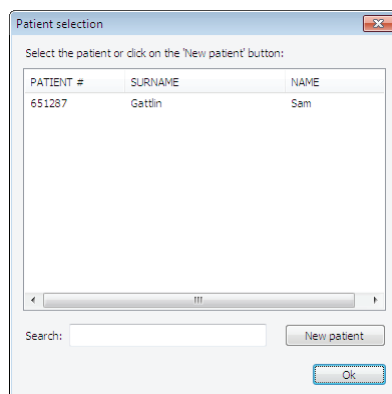 Patient selection
Select the patient or click on the 'New patient' button:
PATIENT # SURNAME NAME
651287 Gattlin Sam
Search: New patient
Ok